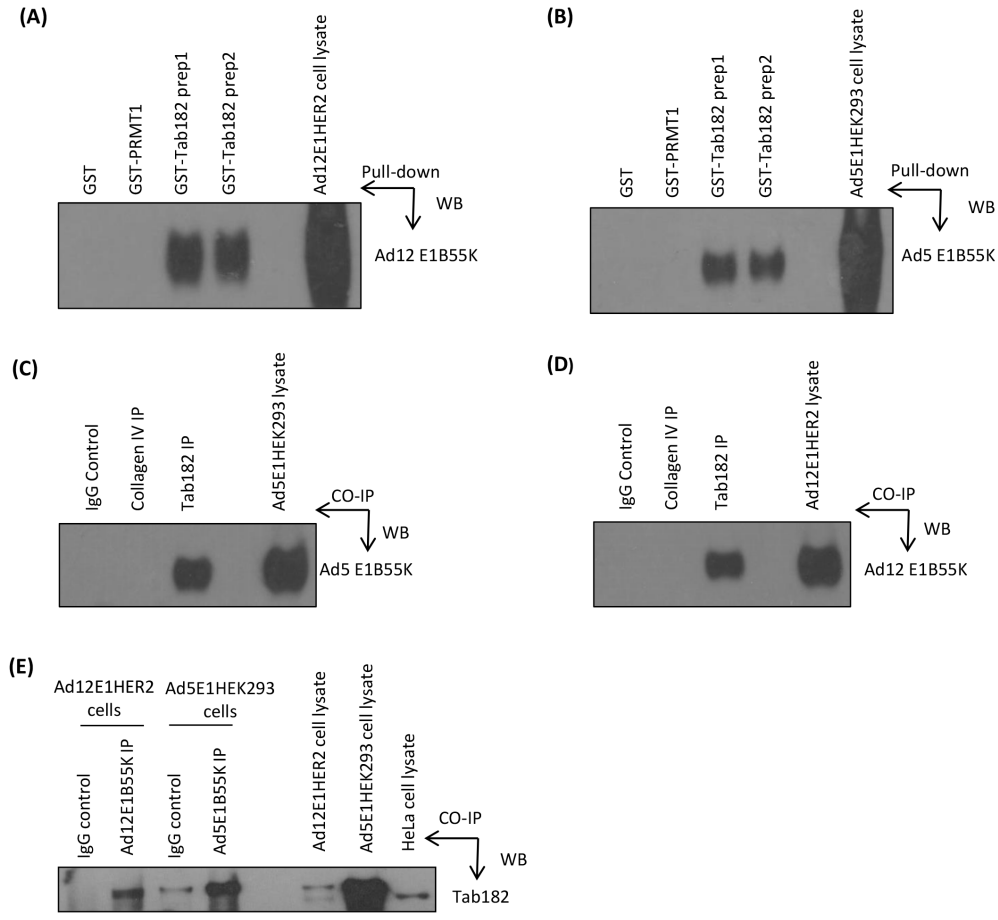 (A)
GST
GST-PRMT1
GST-Tab182 prep1
GST-Tab182 prep2
Ad12E1HER2 cell lysate
Pull-down
WB
Ad12 E1B55K
(B)
GST
GST-PRMT1
GST-Tab182 prep1
GST-Tab182 prep2
Ad5E1HEK293 cell lysate
Pull-down
WB
Ad5 E1B55K
(C)
IgG Control
Collagen IV IP
Tab182 IP
Ad5E1HEK293 lysate
CO-IP
WB
Ad5 E1B55K
(D)
IgG Control
Collagen IV IP
Tab182 IP
Ad12E1HER2 lysate
CO-IP
WB
Ad12 E1B55K
(E)
Ad12E1HER2
cells
Ad5E1HEK293
cells
IgG control
Ad12E1B55K IP
IgG control
Ad5E1B55K IP
Ad12E1HER2 cell lysate
Ad5E1HEK293 cell lysate
HeLa cell lysate
CO-IP
WB
Tab182